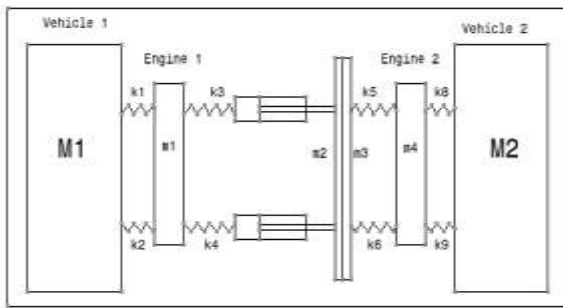 Vehicle 1
Vehicle 2
Engine 1
Engine 2
k1
k3
k5
k8
M1
m1
m2
m3
m4
M2
k2
k4
k6
k9